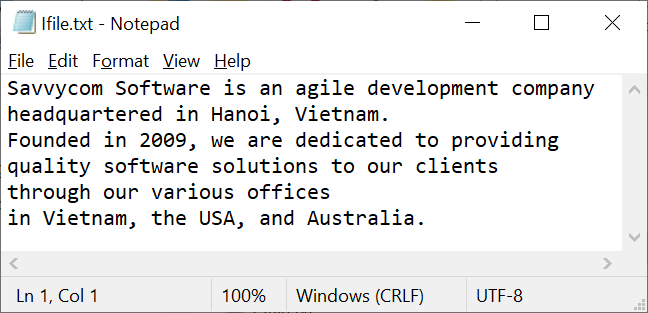 Ifile.txt - Notepad
File Edit Format View Help
Savvycom Software is an agile development company
headquartered in Hanoi, Vietnam.
Founded in 2009, we are dedicated to providing
quality software solutions to our clients
through our various offices
in Vietnam, the USA, and Australia.
Ln 1, Col 1 100% Windows (CRLF) UTF-8